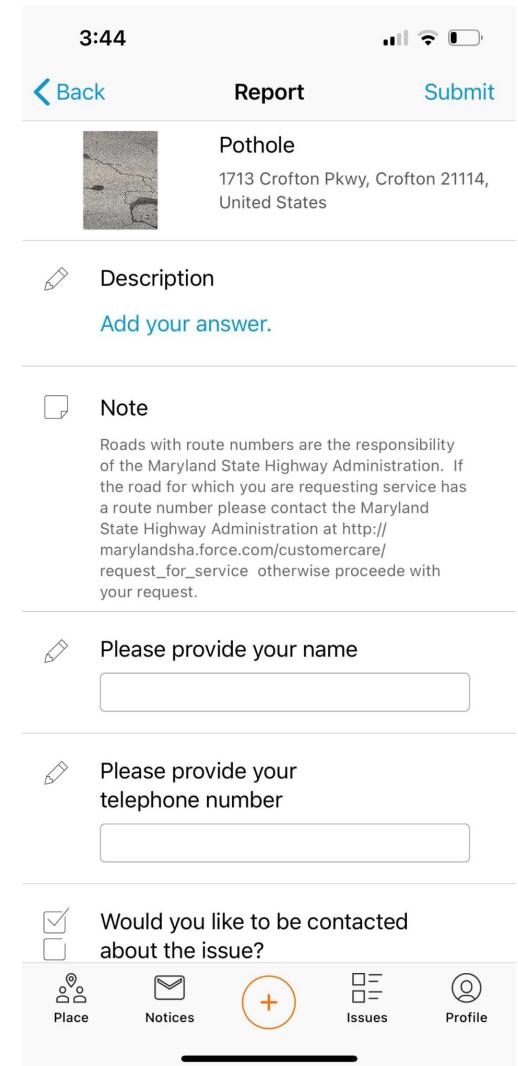 3:44
Back
Report
Submit
Pothole
1713 Crofton Pkwy, Crofton 21114,
United States
Description
Add your answer.
Note
Roads with route numbers are the responsibility
of the Maryland State Highway Administration.  If
the road for which you are requesting service has
a route number please contact the Maryland
State Highway Administration at http://
marylandsha.force.com/customercare/
request_for_service  otherwise proceede with
your request.
Please provide your name
Please provide your
telephone number
Would you like to be contacted
about the issue?
Place
Notices
Issues
Profile